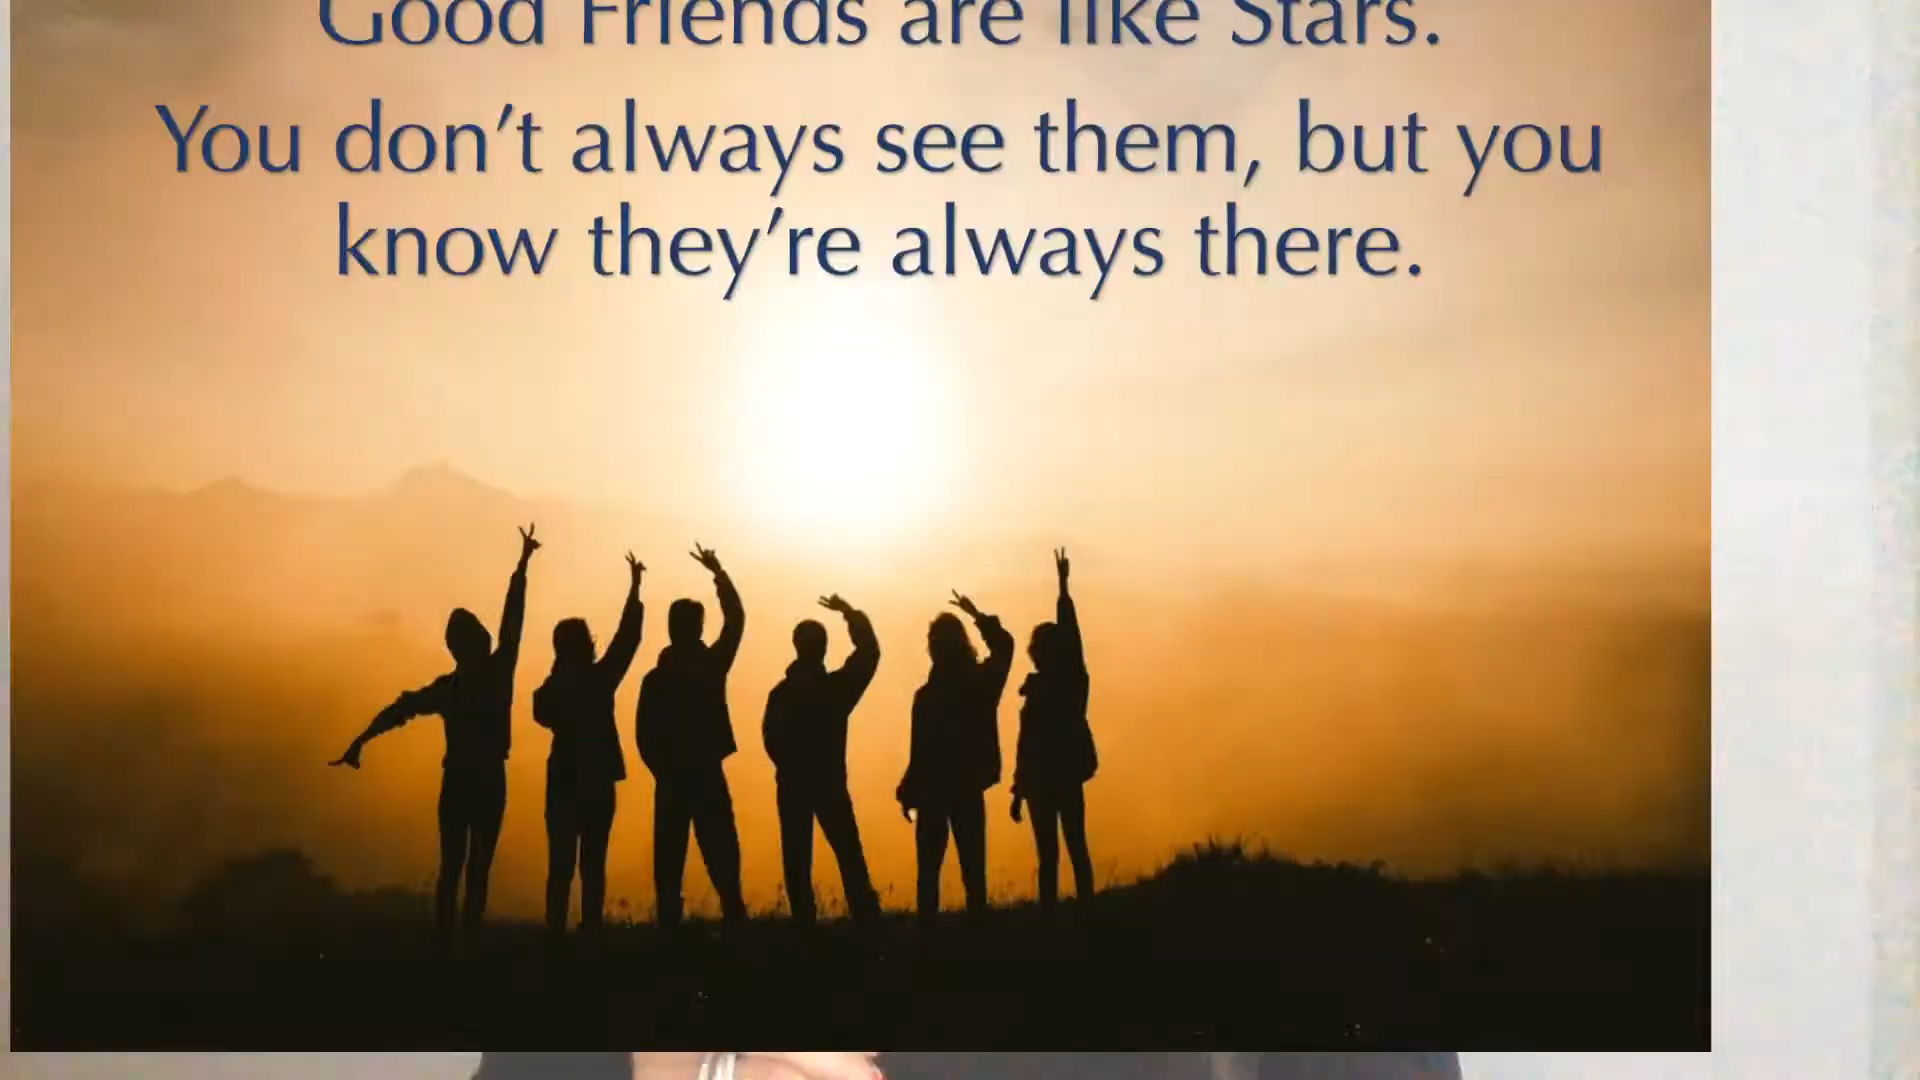 Good Friends are like Stars.
You don’t always see them, but you
know they’re always there.